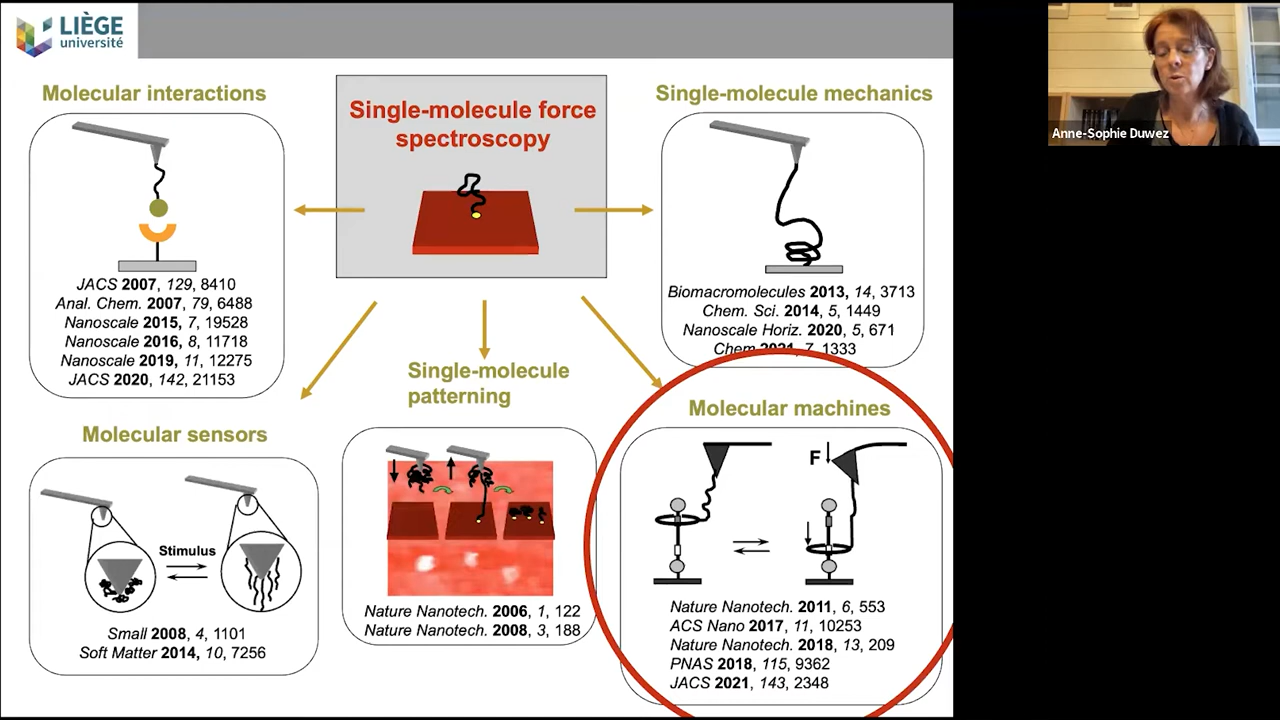 LIÈGE
université
Molecular interactions
JACS 2007, 129, 8410
Anal. Chem. 2007, 79, 6488
Nanoscale 2015, 7, 19528
Nanoscale 2016, 8, 11718
Nanoscale 2019, 11, 12275
JACS 2020, 142, 21153
Single-molecule force
spectroscopy
Single-molecule mechanics
Biomacromolecules 2013, 14, 3713
Chem. Sci. 2014, 5, 1449
Nanoscale Horiz. 2020, 5, 671
Chem 2021, 7, 1333
Molecular sensors
Stimulus
Small 2008, 4, 1101
Soft Matter 2014, 10, 7256
Single-molecule
patterning
Nature Nanotech. 2006, 1, 122
Nature Nanotech. 2008, 3, 188
Molecular machines
F
Nature Nanotech. 2011, 6, 553
ACS Nano 2017, 11, 10253
Nature Nanotech. 2018, 13, 209
PNAS 2018, 115, 9362
JACS 2021, 143, 2348
Anne-Sophie Duwez